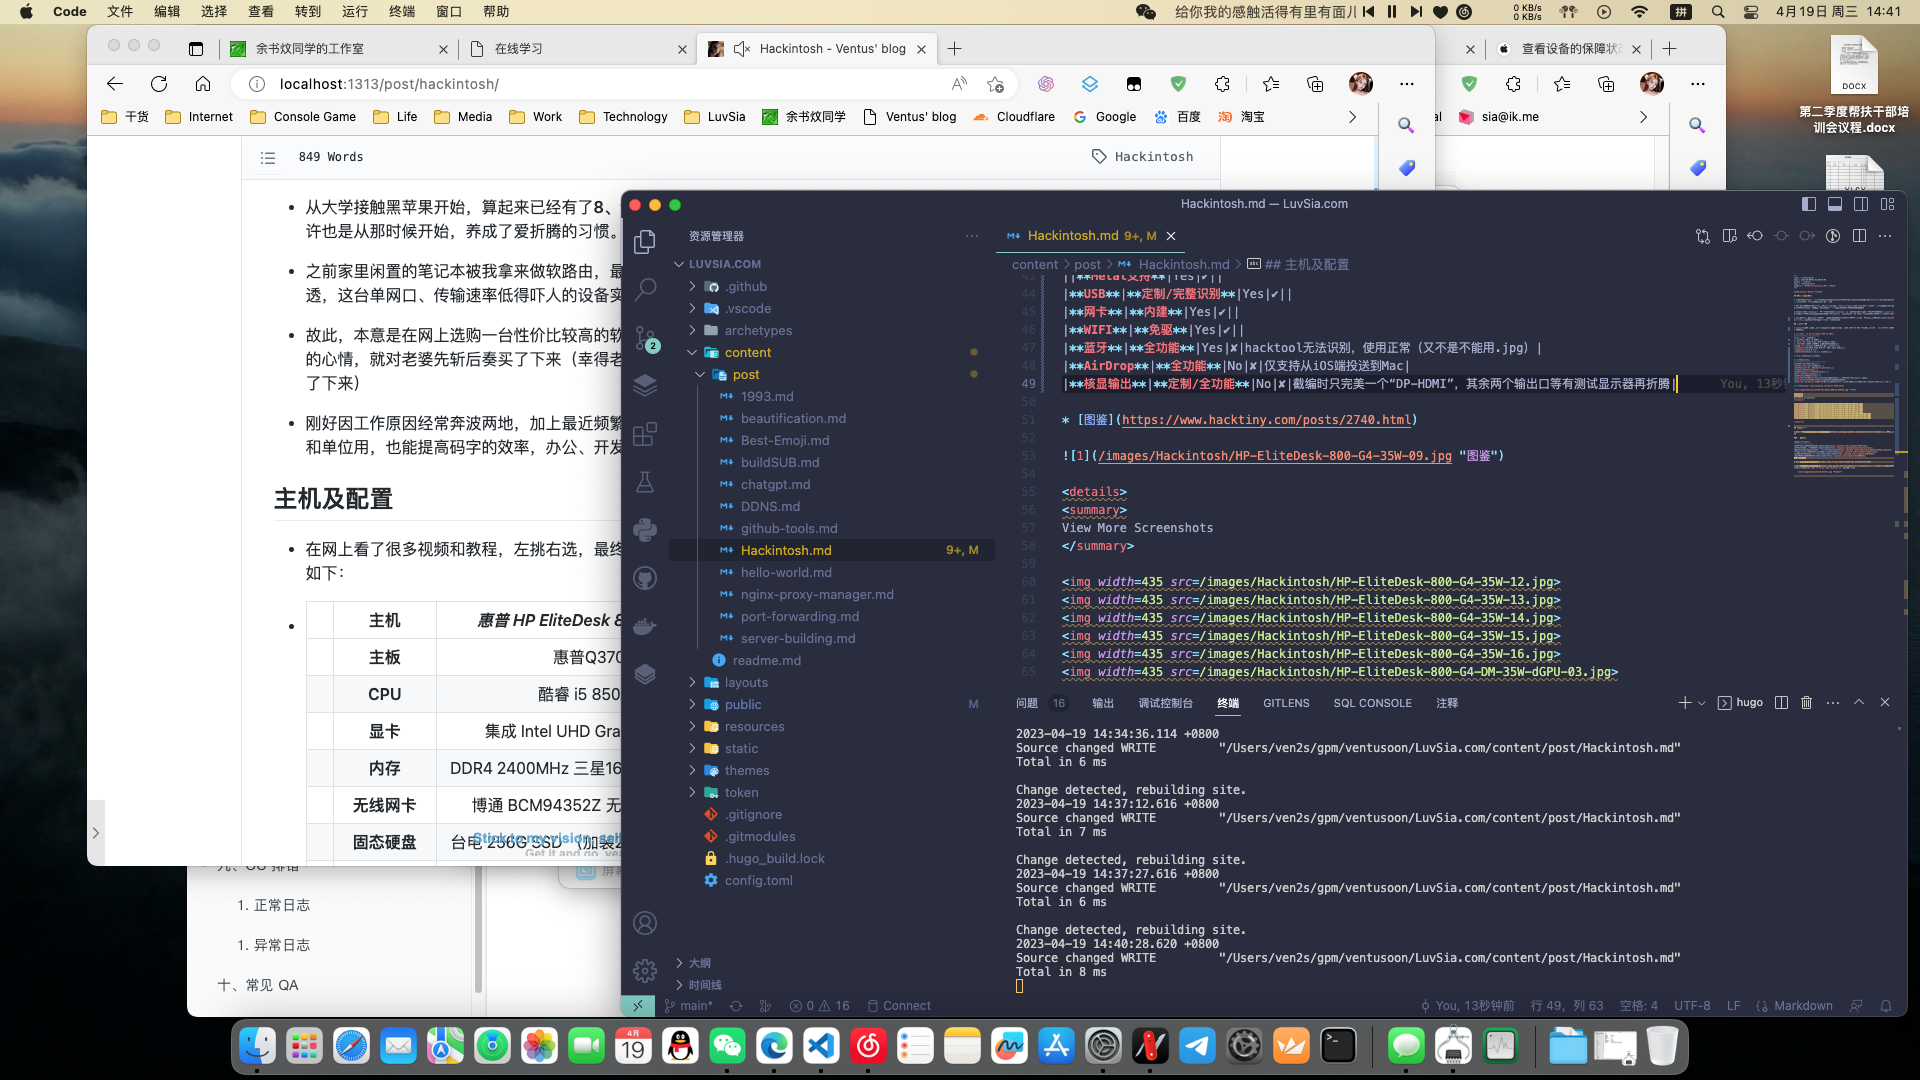 Code 文件 编辑 选择 查看 转到 运行 终端 窗口 帮助
给你我的感触活得有里有面儿
0 KB/s
0 KB/s
拼
4月19日 周三 14:41
余书炆同学的工作室
在线学习
Hackintosh - Ventus' blog
查看设备的保障状
localhost:1313/post/hackintosh/
干货 Internet Console Game Life Media Work Technology LuvSia 余书炆同学 Ventus' blog Cloudflare Google 百度 淘宝
sia@ik.me
849 Words
Hackintosh
从大学接触黑苹果开始，算起来已经有了8、
许也是从那时候开始，养成了爱折腾的习惯。
之前家里闲置的笔记本被我拿来做软路由，最
透，这台单网口、传输速率低得吓人的设备实
故此，本意是在网上选购一台性价比较高的软
的心情，就对老婆先斩后奏买了下来（幸得老
了下来）
刚好因工作原因经常奔波两地，加上最近频繁
和单位用，也能提高码字的效率，办公、开发
主机及配置
在网上看了很多视频和教程，左挑右选，最终
如下：
主机 惠普 HP EliteDesk 8
主板 惠普Q370
CPU 酷睿 i5 850
显卡 集成 Intel UHD Gra
内存 DDR4 2400MHz 三星16
无线网卡 博通 BCM94352Z 无
固态硬盘 台电 256G SSD （加装2
Stick to my vision, sell
Get it and go, yea
1. 正常日志
1. 异常日志
十、常见 QA
Hackintosh.md — LuvSia.com
资源管理器
LUVSIA.COM
.github
.vscode
archetypes
content
post
1993.md
beautification.md
Best-Emoji.md
buildSUB.md
chatgpt.md
DDNS.md
github-tools.md
Hackintosh.md 9+, M
hello-world.md
nginx-proxy-manager.md
port-forwarding.md
server-building.md
readme.md
layouts
public M
resources
static
themes
token
.gitignore
.gitmodules
.hugo_build.lock
config.toml
大纲
时间线
2
Hackintosh.md 9+, M
content > post > Hackintosh.md > ## 主机及配置
43 ||**Metal支持**|Yes|✔||
44 |**USB**|**定制/完整识别**|Yes|✔||
45 |**网卡**|**内建**|Yes|✔||
46 |**WIFI**|**免驱**|Yes|✔||
47 |**蓝牙**|**全功能**|Yes|✘|hacktool无法识别，使用正常（又不是不能用.jpg）|
48 |**AirDrop**|**全功能**|No|✘|仅支持从iOS端投送到Mac|
49 |**核显输出**|**定制/全功能**|No|✘|截编时只完美一个“DP-HDMI”，其余两个输出口等有测试显示器再折腾|
You, 13秒
50
51 * [图鉴](https://www.hacktiny.com/posts/2740.html)
52
53 ![1](/images/Hackintosh/HP-EliteDesk-800-G4-35W-09.jpg "图鉴")
54
55 <details>
56 <summary>
57 View More Screenshots
58 </summary>
59
60 <img width=435 src=/images/Hackintosh/HP-EliteDesk-800-G4-35W-12.jpg>
61 <img width=435 src=/images/Hackintosh/HP-EliteDesk-800-G4-35W-13.jpg>
62 <img width=435 src=/images/Hackintosh/HP-EliteDesk-800-G4-35W-14.jpg>
63 <img width=435 src=/images/Hackintosh/HP-EliteDesk-800-G4-35W-15.jpg>
64 <img width=435 src=/images/Hackintosh/HP-EliteDesk-800-G4-35W-16.jpg>
65 <img width=435 src=/images/Hackintosh/HP-EliteDesk-800-G4-DM-35W-dGPU-03.jpg>
问题 16 输出 调试控制台 终端 GITLENS SQL CONSOLE 注释
hugo
2023-04-19 14:34:36.114 +0800
Source changed WRITE "/Users/ven2s/gpm/ventusoon/LuvSia.com/content/post/Hackintosh.md"
Total in 6 ms
Change detected, rebuilding site.
2023-04-19 14:37:12.616 +0800
Source changed WRITE "/Users/ven2s/gpm/ventusoon/LuvSia.com/content/post/Hackintosh.md"
Total in 7 ms
Change detected, rebuilding site.
2023-04-19 14:37:27.616 +0800
Source changed WRITE "/Users/ven2s/gpm/ventusoon/LuvSia.com/content/post/Hackintosh.md"
Total in 6 ms
Change detected, rebuilding site.
2023-04-19 14:40:28.620 +0800
Source changed WRITE "/Users/ven2s/gpm/ventusoon/LuvSia.com/content/post/Hackintosh.md"
Total in 8 ms
main* 0 16 Connect
You, 13秒钟前 行 49，列 63 空格: 4 UTF-8 LF Markdown
DOCX
第二季度帮扶干部培
训会议程.docx
4月
19